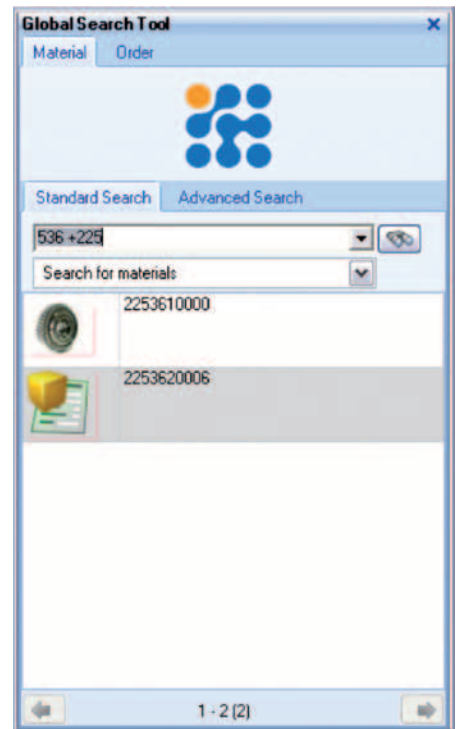 Global Search Tool
Material Order
Standard Search Advanced Search
536 +225
Search for materials
2253610000
2253620006
1 - 2 (2)